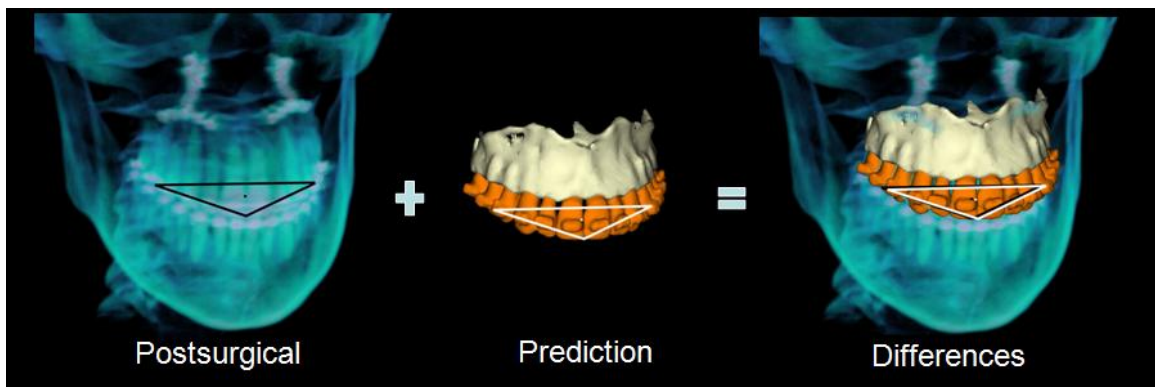 +
=
Postsurgical
Prediction
Differences